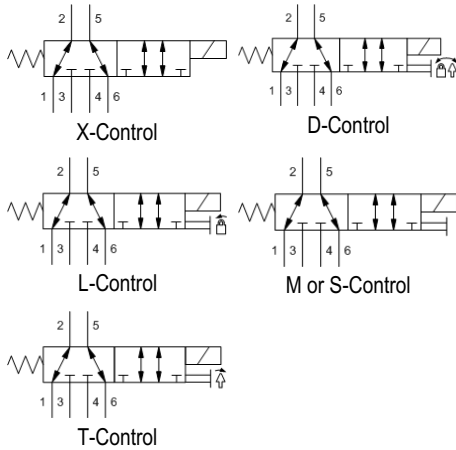 2 5
1 3 4 6
X-Control
2 5
1 3 4 6
D-Control
2 5
1 3 4 6
L-Control
2 5
1 3 4 6
M or S-Control
2 5
1 3 4 6
T-Control